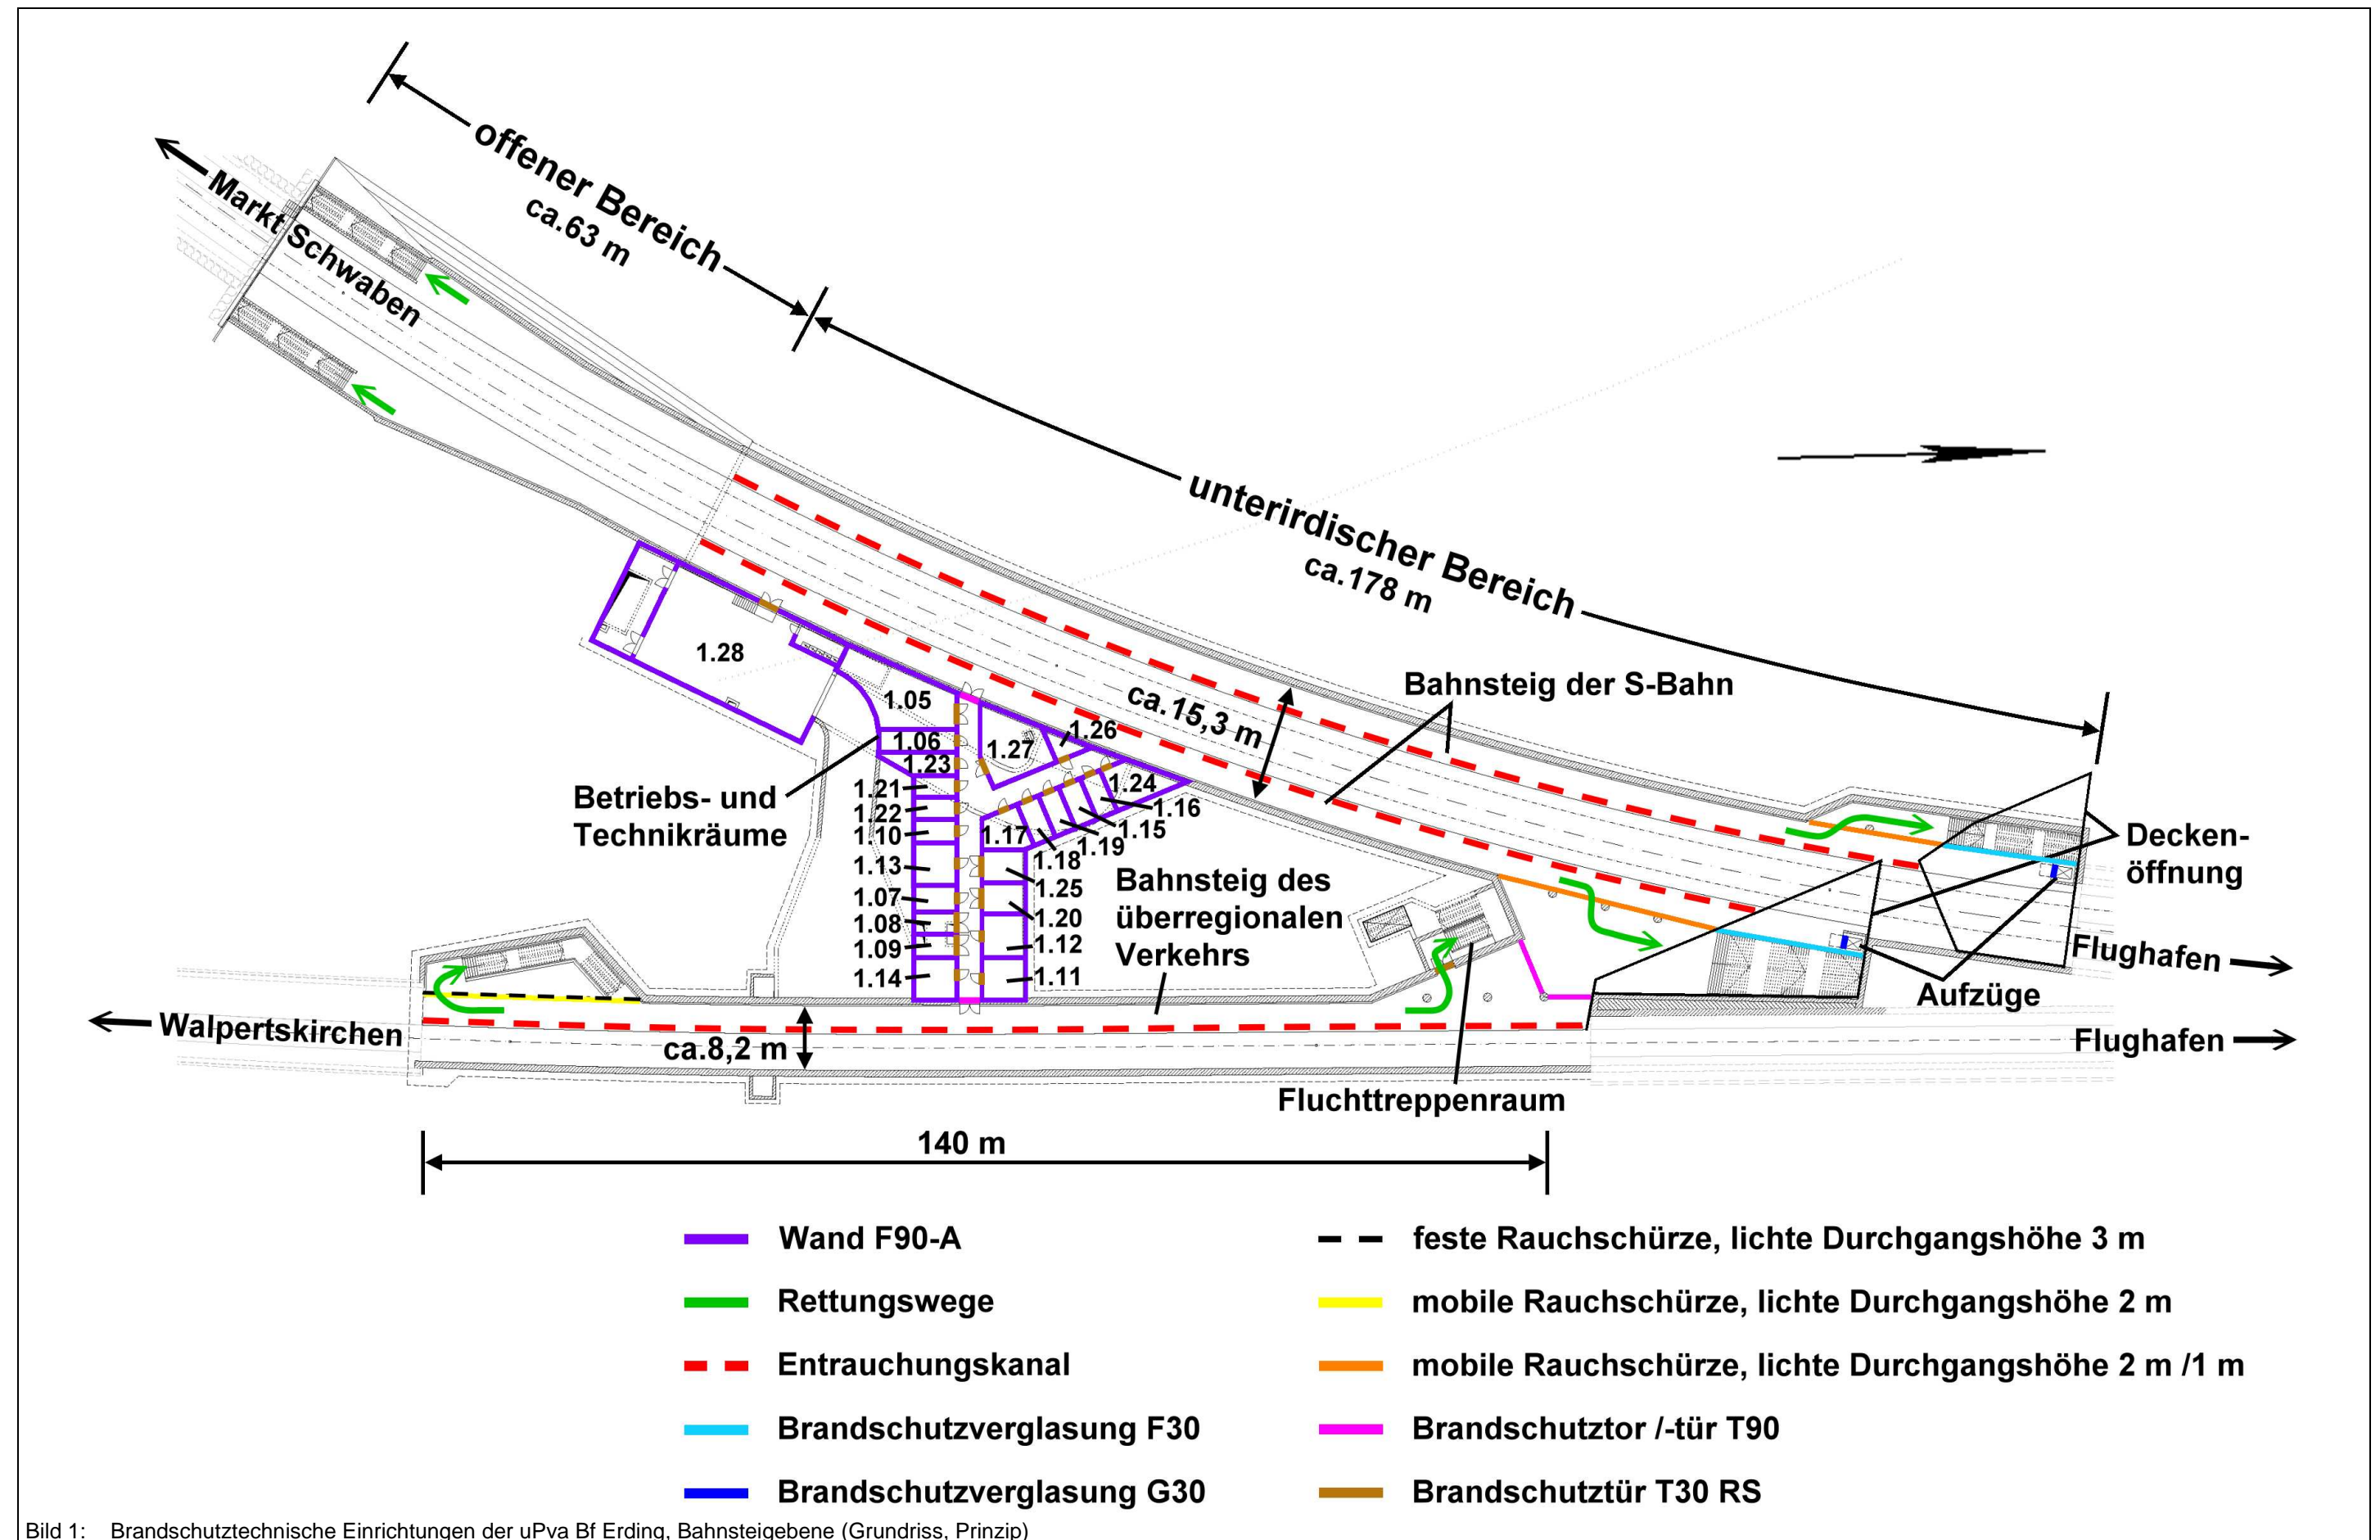 offener Bereich
ca.63 m
Markt Schwaben
unterirdischer Bereich
ca.178 m
Bahnsteig der S-Bahn
ca.15,3 m
1.28
1.05
1.06
1.23
1.27
1.26
1.24
1.16
1.15
1.19
1.18
1.17
1.21
1.22
1.10
1.13
1.07
1.08
1.09
1.14
1.25
1.20
1.12
1.11
Betriebs- und
Technikräume
Bahnsteig des
überregionalen
Verkehrs
Decken-
öffnung
Flughafen
Aufzüge
Walpertskirchen
ca.8,2 m
Flughafen
Fluchttreppenraum
140 m
Wand F90-A
Rettungswege
Entrauchungskanal
Brandschutzverglasung F30
Brandschutzverglasung G30
feste Rauchschürze, lichte Durchgangshöhe 3 m
mobile Rauchschürze, lichte Durchgangshöhe 2 m
mobile Rauchschürze, lichte Durchgangshöhe 2 m /1 m
Brandschutztor /-tür T90
Brandschutztür T30 RS
Bild 1: Brandschutztechnische Einrichtungen der uPva Bf Erding, Bahnsteigebene (Grundriss, Prinzip)